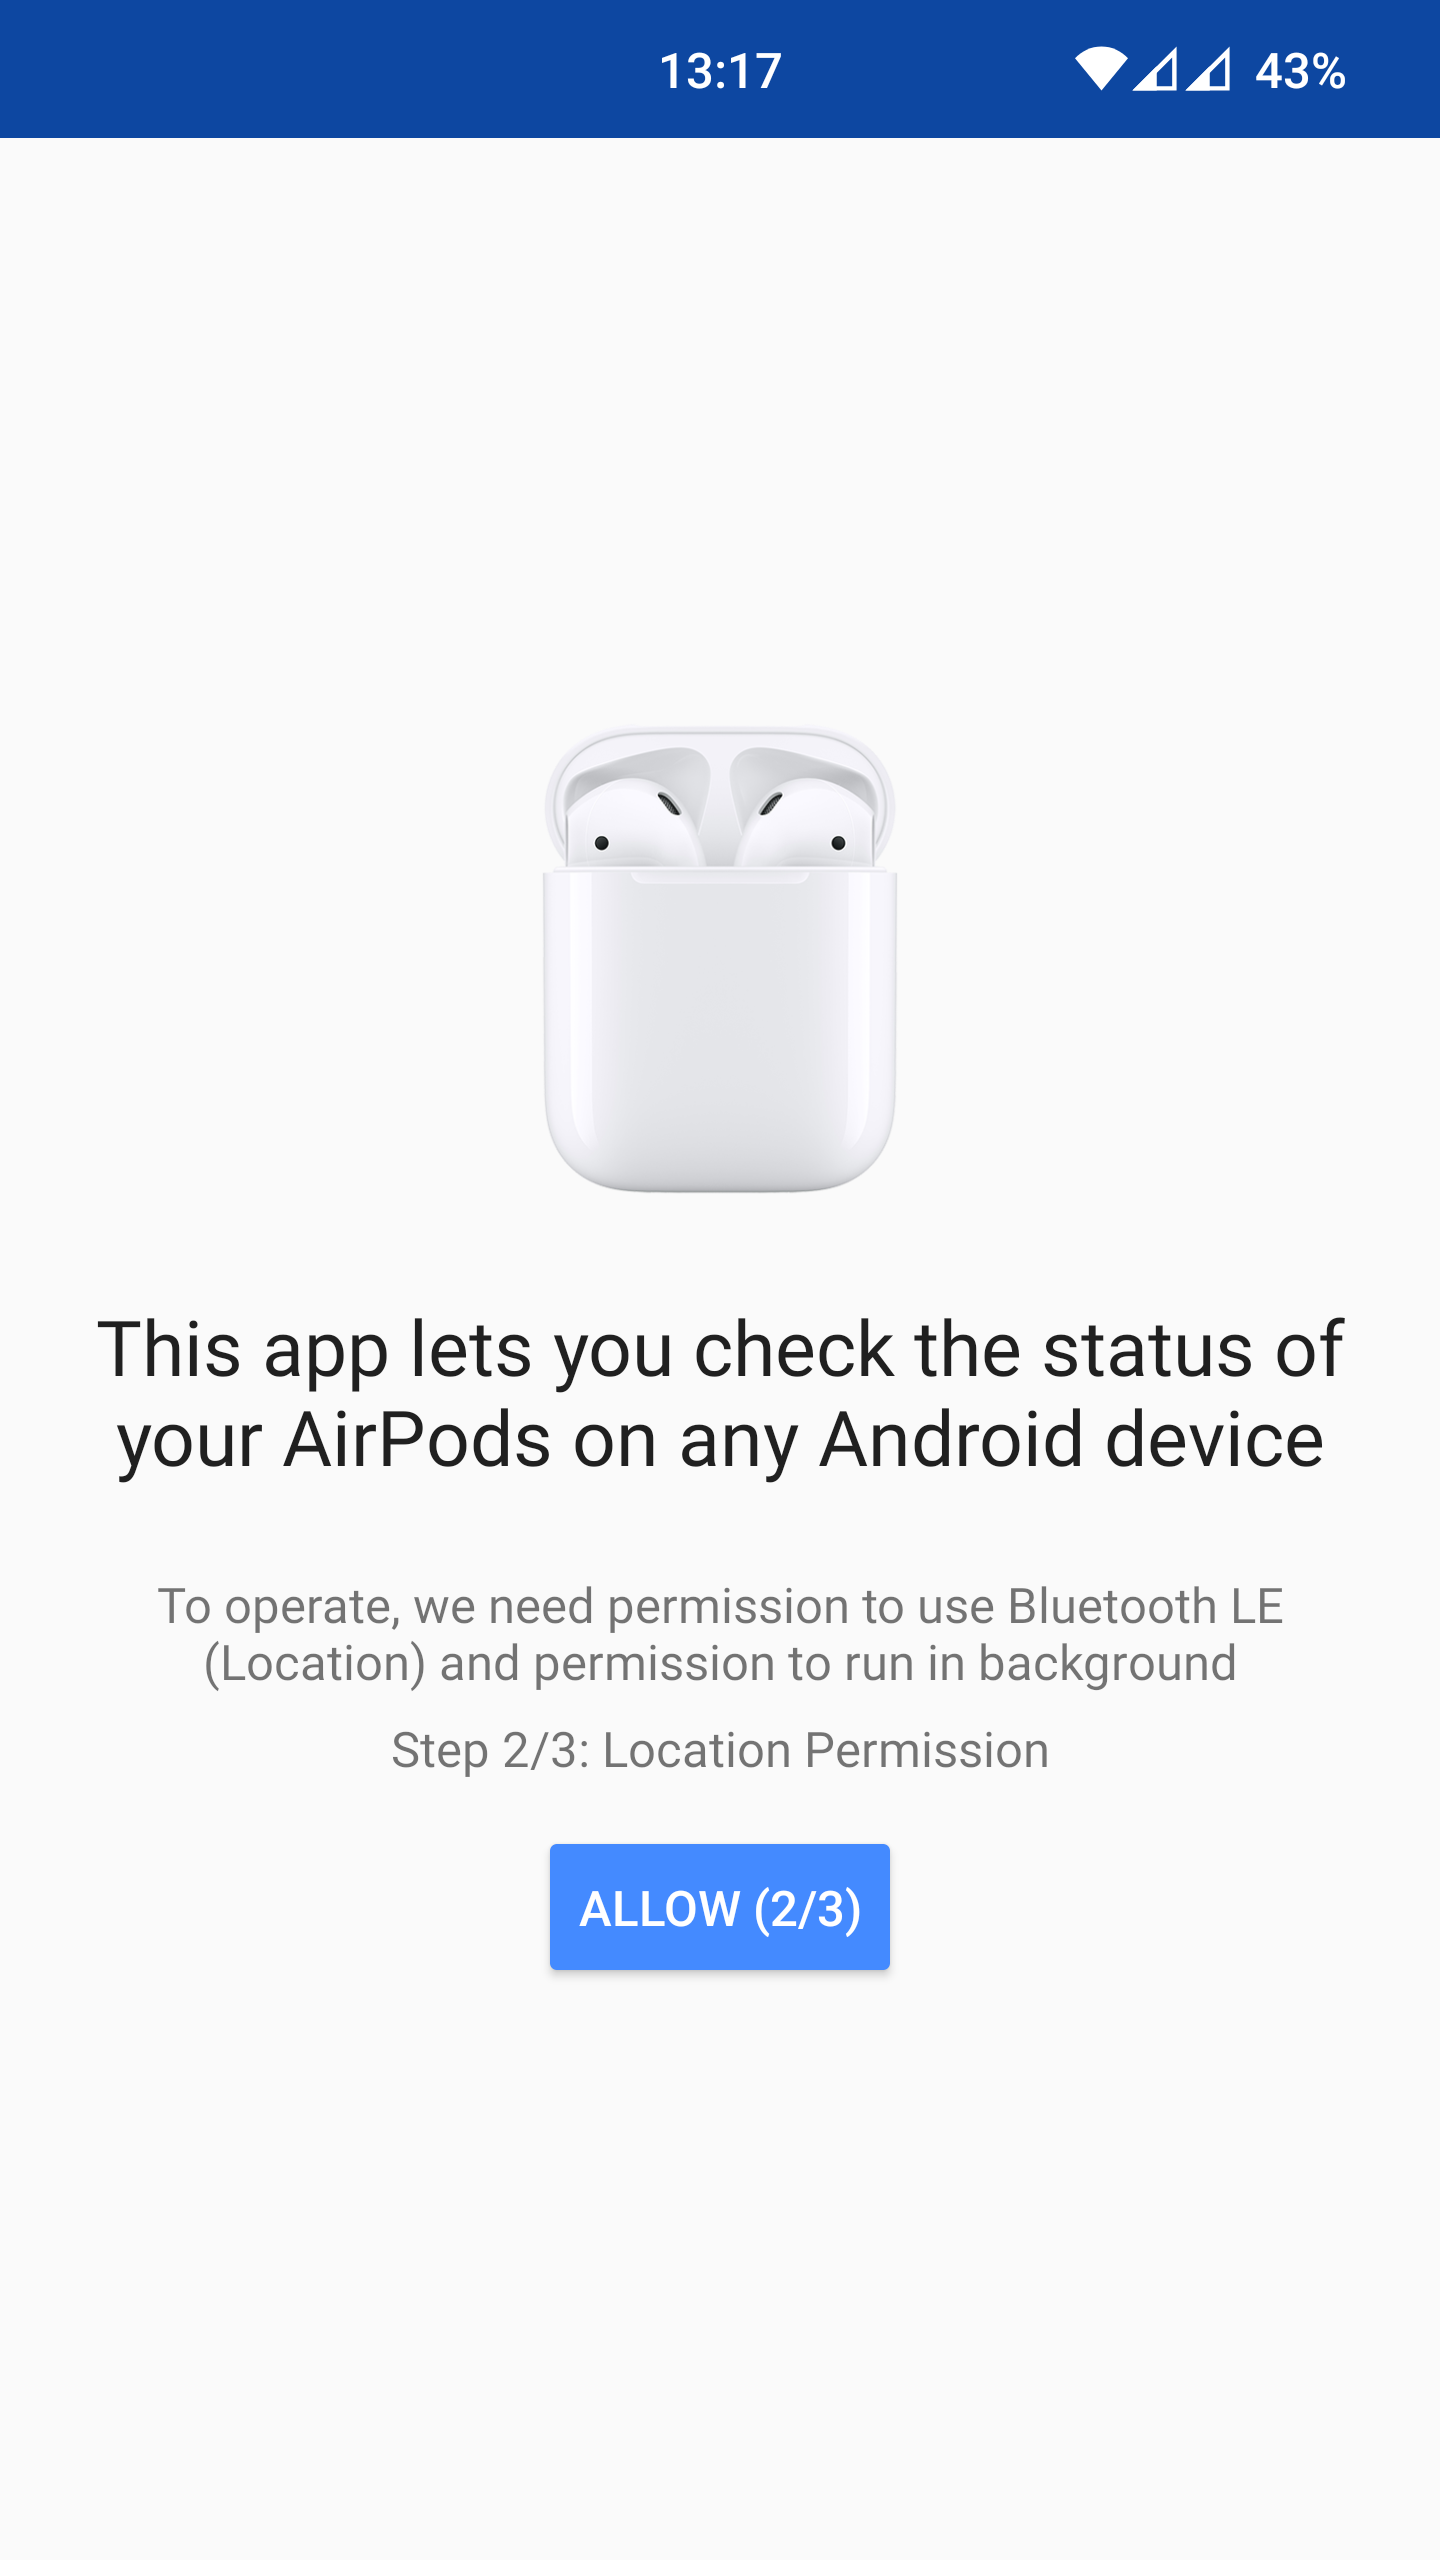 13:17
43%
This app lets you check the status of
your AirPods on any Android device
To operate, we need permission to use Bluetooth LE
(Location) and permission to run in background
Step 2/3: Location Permission
ALLOW (2/3)